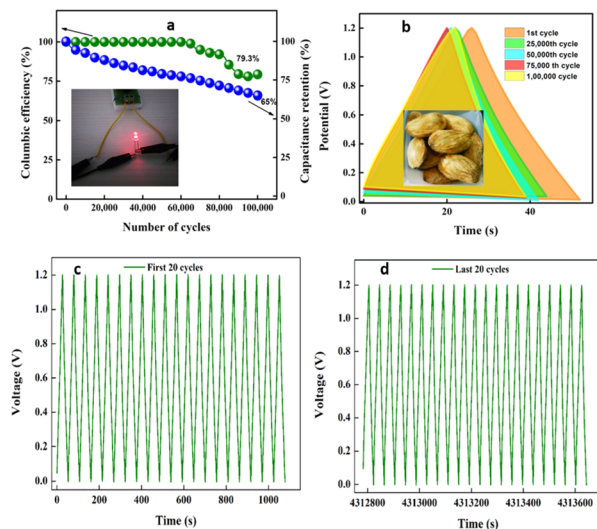 a
Columbic efficiency (%)
100
75
50
25
0
79.3%
65%
100
75
50
25
0
Capacitance retention (%)
0
20,000
40,000
60,000
80,000
100,000
Number of cycles
b
Potential (V)
1.2
1.0
0.8
0.6
0.4
0.2
0.0
1st cycle
25,000th cycle
50,000th cycle
75,000 th cycle
1,00,000 cycle
0
20
40
Time (s)
c
First 20 cycles
Voltage (V)
1.2
1.0
0.8
0.6
0.4
0.2
0.0
0
200
400
600
800
1000
Time (s)
d
Last 20 cycles
Voltage (V)
1.2
1.0
0.8
0.6
0.4
0.2
0.0
4312800
4313000
4313200
4313400
4313600
Time (s)